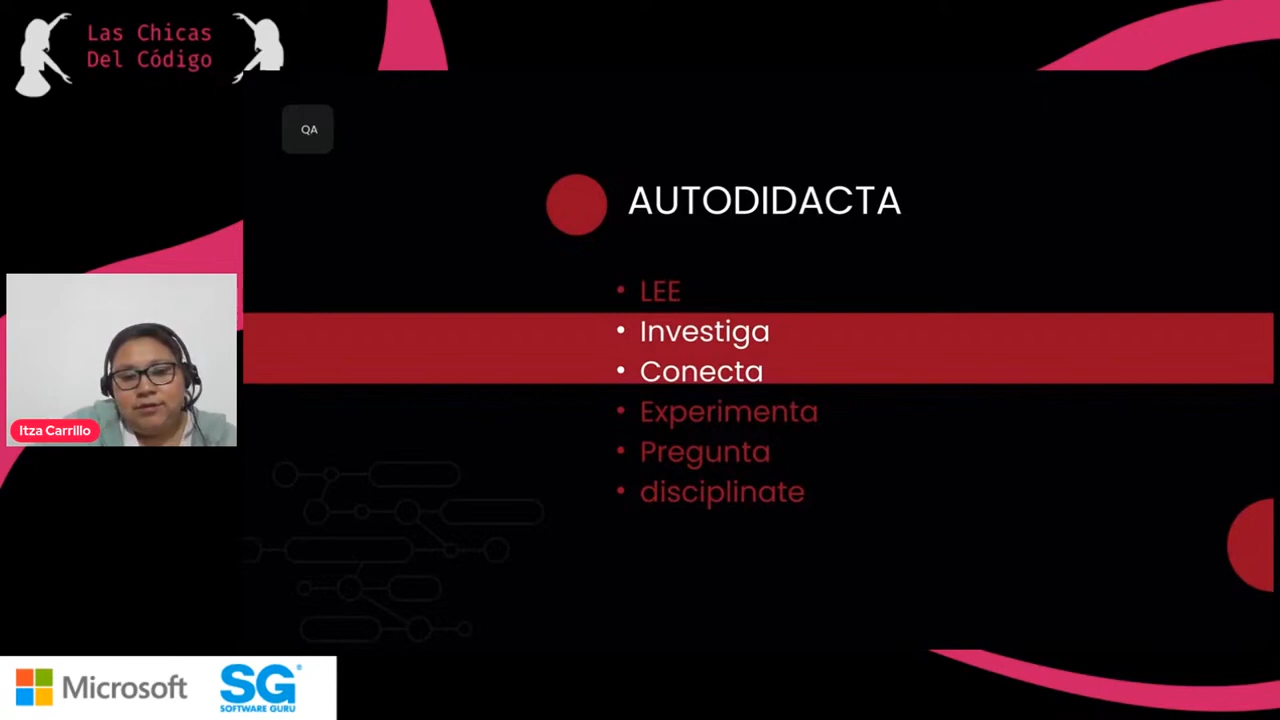 Las Chicas
Del Código
QA
AUTODIDACTA
• LEE
• Investiga
• Conecta
• Experimenta
• Pregunta
• disciplinate
Itza Carrillo
Microsoft
SG®
SOFTWARE GURU